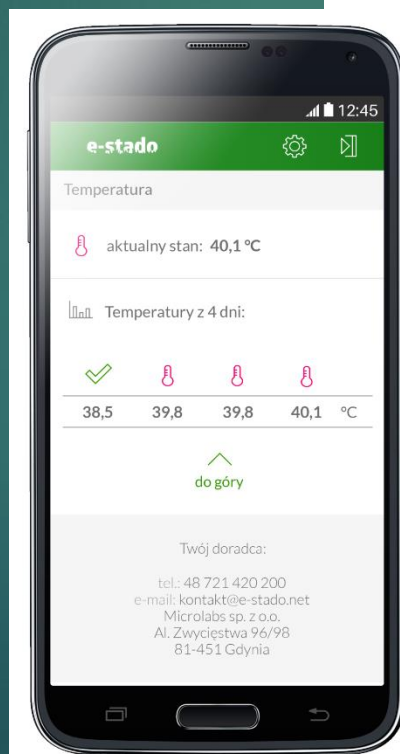 12:45
e-stado
Temperatura
aktualny stan: 40,1 °C
Temperatury z 4 dni:
38,5 39,8 39,8 40,1 °C
do góry
Twój doradca:
tel.: 48 721 420 200
e-mail: kontakt@e-stado.net
Microlabs sp. z o.o.
Al. Zwycięstwa 96/98
81-451 Gdynia